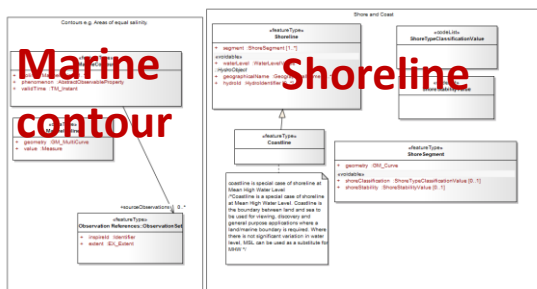 Contours e.g. Areas of equal salinity.
Marine
contour
+ phenomenon :AbstractObservableProperty
+ validTime :TM_Instant
+ geometry :GM_MultiCurve
+ value :Measure
+sourceObservations 0..*
«featureType»
Observation References::ObservationSet
+ inspireId :Identifier
+ extent :EX_Extent
Shore and Coast
Shoreline
«featureType»
Shoreline
+ segment :ShoreSegment [1..*]
«voidable»
+ waterLevel
::HydroObject
+ geographicalName
+ hydroId :HydroIdentifier
«codeList»
ShoreTypeClassificationValue
«featureType»
Coastline
coastline is special case of shoreline at
Mean High Water Level
/*Coastline is a special case of shoreline at
Mean High Water Level. Coastline is
the boundary between land and sea to
be used for viewing, discovery and
general purpose applications where a
land/marine boundary is required. Where
there is not significant variation in water
level, MSL can be used as a substitute for
MHW */
«featureType»
ShoreSegment
+ geometry :GM_Curve
«voidable»
+ shoreClassification :ShoreTypeClassificationValue [0..1]
+ shoreStability :ShoreStabilityValue [0..1]